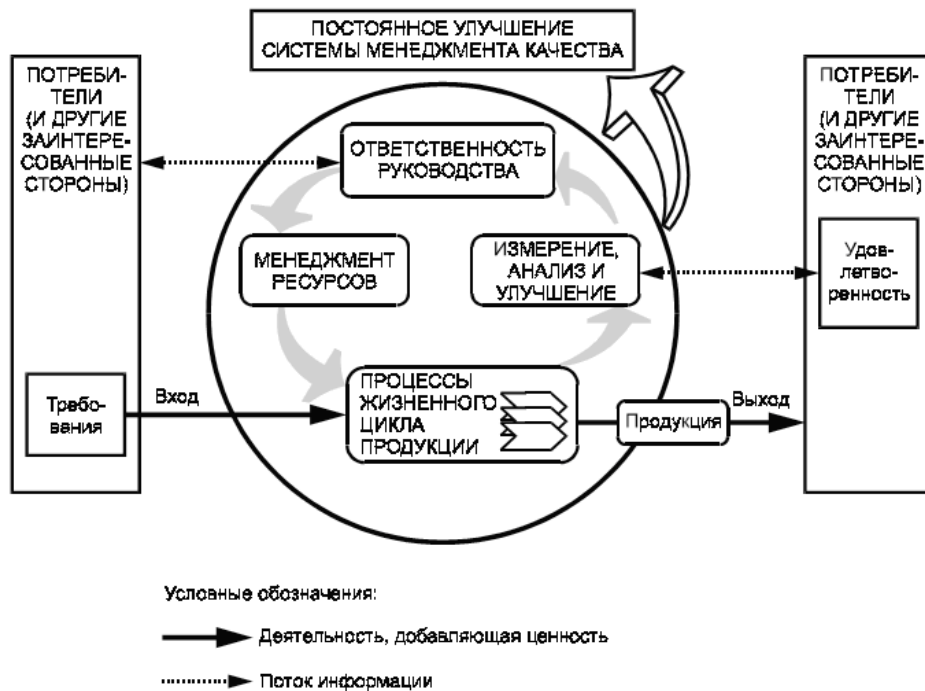 ПОСТОЯННОЕ УЛУЧШЕНИЕ
СИСТЕМЫ МЕНЕДЖМЕНТА КАЧЕСТВА
ПОТРЕБИ-
ТЕЛИ
(И ДРУГИЕ
ЗАИНТЕРЕ-
СОВАННЫЕ
СТОРОНЫ)
Требо-
вания
Вход
ОТВЕТСТВЕННОСТЬ
РУКОВОДСТВА
МЕНЕДЖМЕНТ
РЕСУРСОВ
ИЗМЕРЕНИЕ,
АНАЛИЗ И
УЛУЧШЕНИЕ
ПРОЦЕССЫ
ЖИЗНЕННОГО
ЦИКЛА
ПРОДУКЦИИ
Продукция
Выход
ПОТРЕБИ-
ТЕЛИ
(И ДРУГИЕ
ЗАИНТЕРЕ-
СОВАННЫЕ
СТОРОНЫ)
Удов-
летво-
ренность
Условные обозначения:
Деятельность, добавляющая ценность
Поток информации